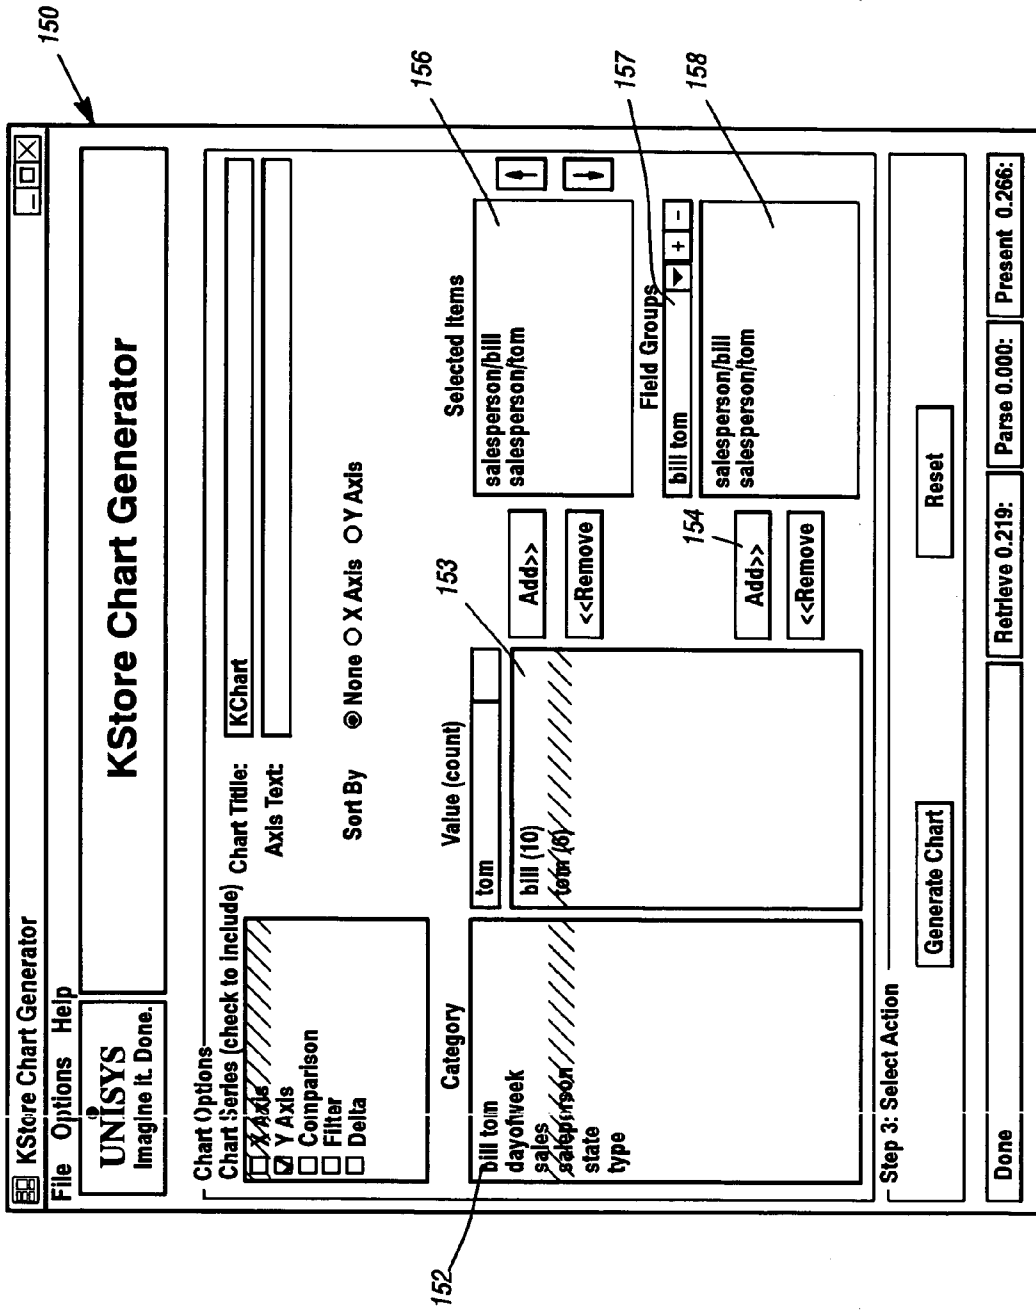 150
KStore Chart Generator
File Options Help
UNISYS
Imagine it. Done.
KStore Chart Generator
Chart Options
Chart Series (check to include)
X Axis
Y Axis
Comparison
Filter
Delta
Chart Tittle:
KChart
Axis Text:
Sort By
None
X Axis
Y Axis
Category
Value (count)
Selected Items
156
152
bill tom
dayofweek
sales
salesperson
state
type
tom
153
bill (10)
tom (6)
Add>>
<<Remove
salesperson/bill
salesperson/tom
Field Groups
157
bill tom
+
-
154
Add>>
<<Remove
salesperson/bill
salesperson/tom
158
Step 3: Select Action
Generate Chart
Reset
Done
Retrieve 0.219:
Parse 0.000:
Present 0.266: